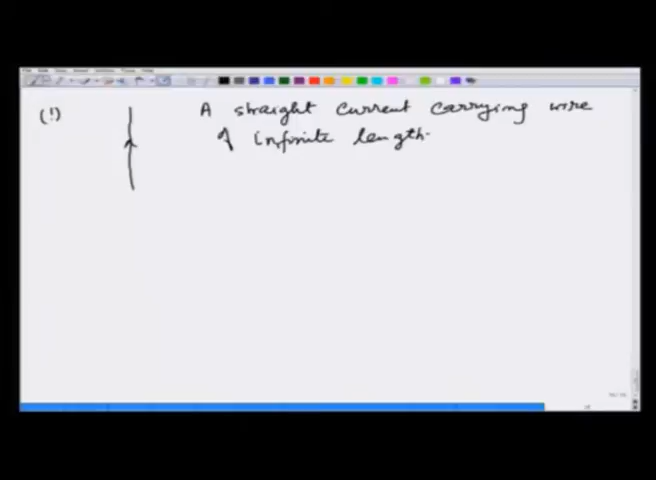 (1) A straight current carrying wire
of infinite length.